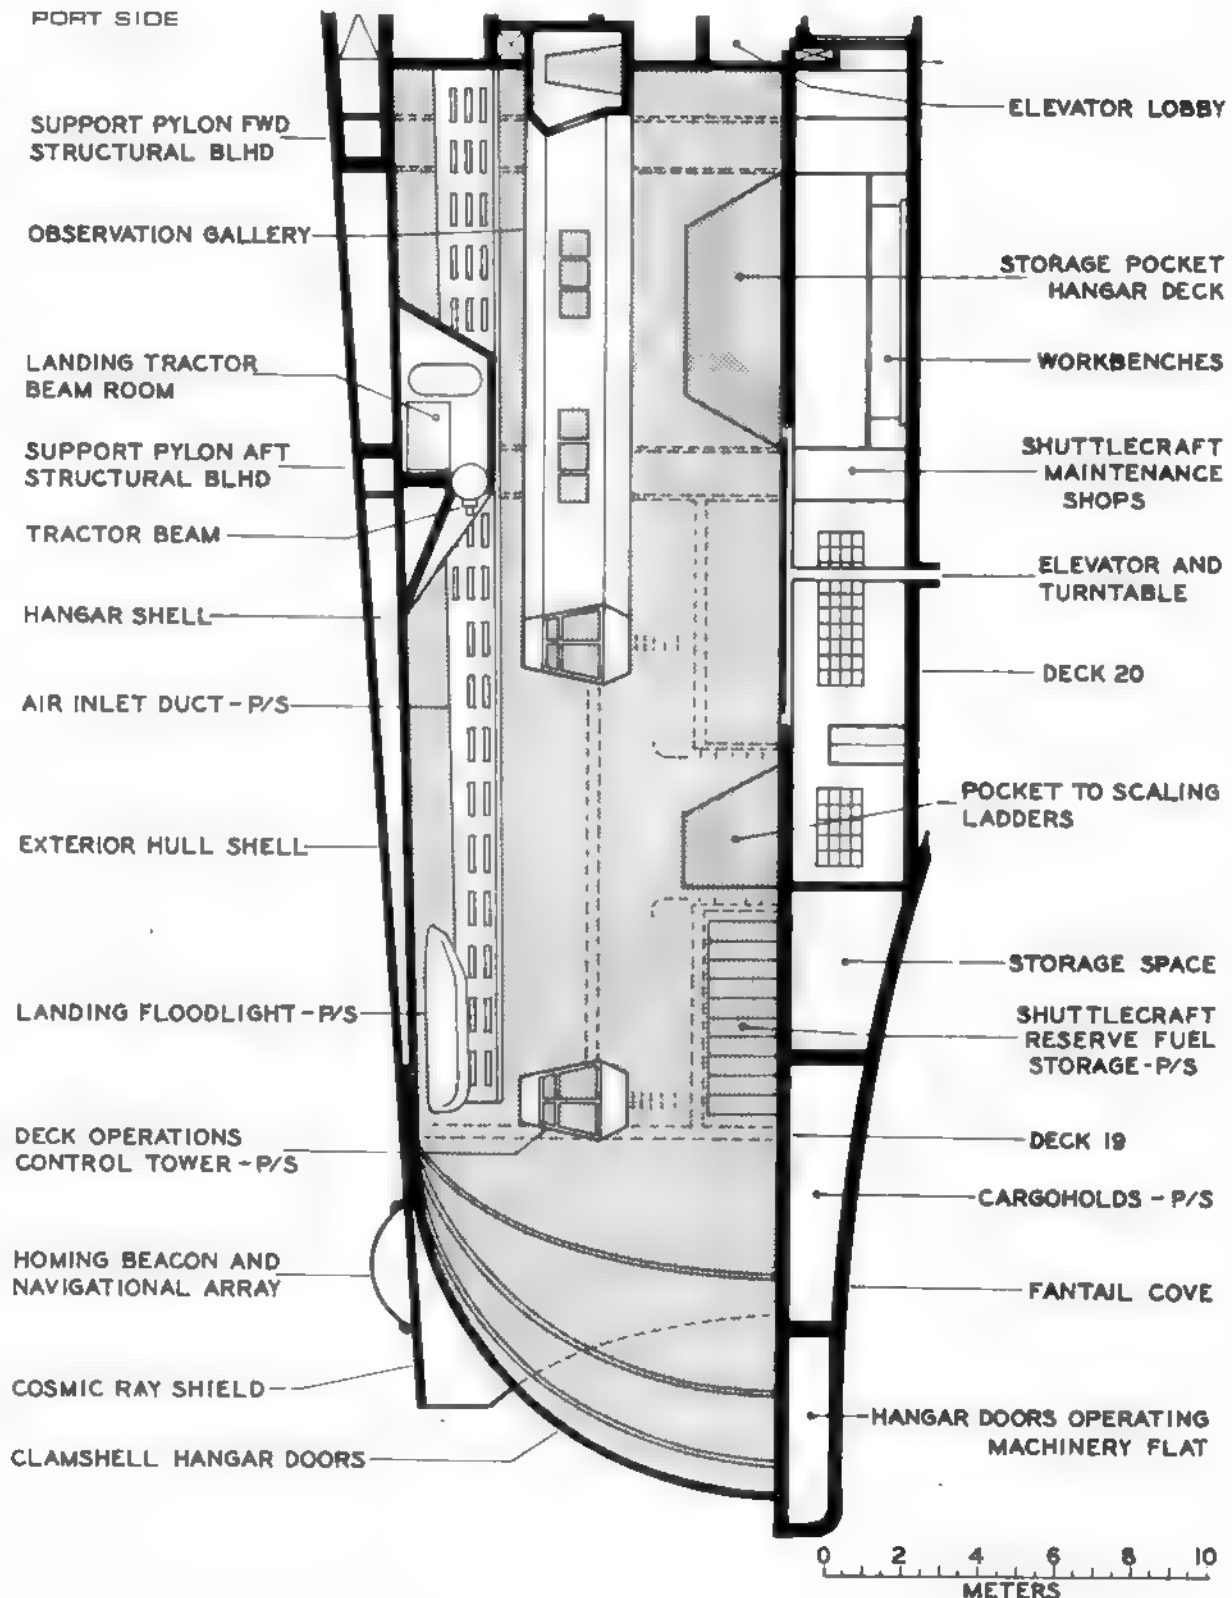 PORT SIDE
SUPPORT PYLON FWD
STRUCTURAL BLHD
OBSERVATION GALLERY
LANDING TRACTOR
BEAM ROOM
SUPPORT PYLON AFT
STRUCTURAL BLHD
TRACTOR BEAM
HANGAR SHELL
AIR INLET DUCT - P/S
EXTERIOR HULL SHELL
LANDING FLOODLIGHT - P/S
DECK OPERATIONS
CONTROL TOWER - P/S
HOMING BEACON AND
NAVIGATIONAL ARRAY
COSMIC RAY SHIELD
CLAMSHELL HANGAR DOORS
ELEVATOR LOBBY
STORAGE POCKET
HANGAR DECK
WORKBENCHES
SHUTTLECRAFT
MAINTENANCE
SHOPS
ELEVATOR AND
TURNTABLE
DECK 20
POCKET TO SCALING
LADDERS
STORAGE SPACE
SHUTTLECRAFT
RESERVE FUEL
STORAGE - P/S
DECK 19
CARGOHOLDS - P/S
FANTAIL COVE
HANGAR DOORS OPERATING
MACHINERY FLAT
0 2 4 6 8 10
METERS